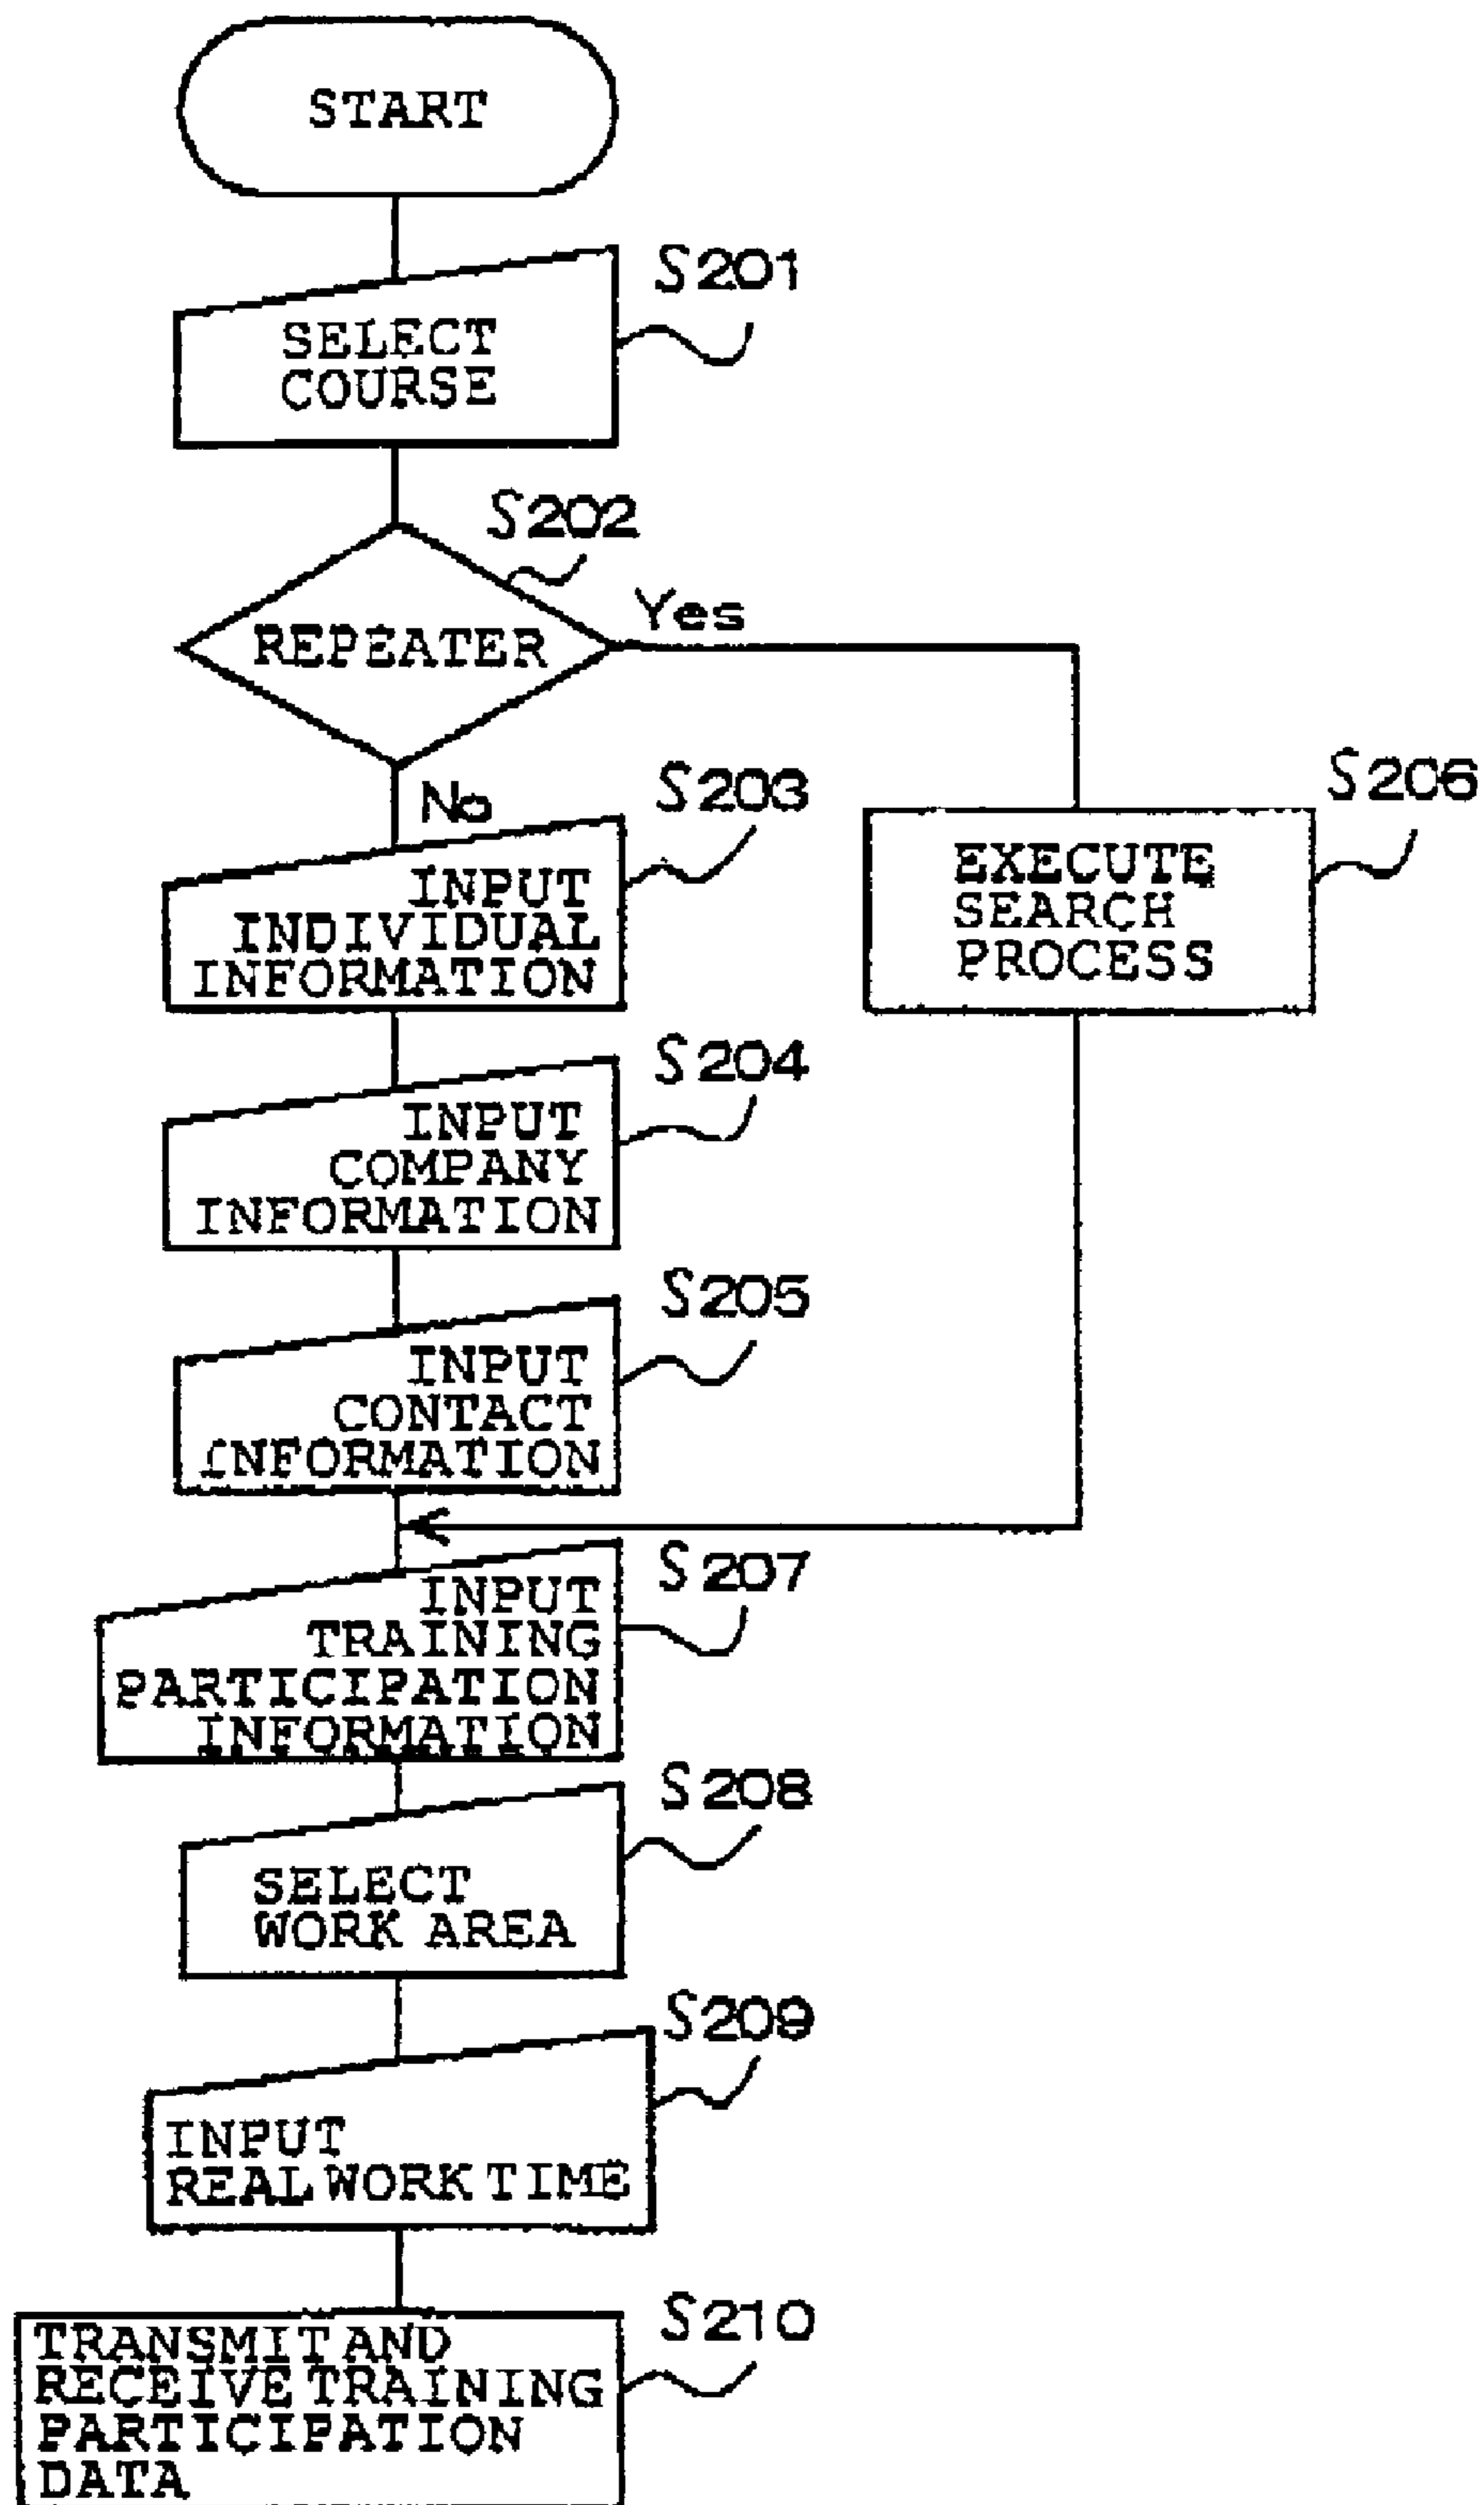 START
S201
SELECT
COURSE
S202
REPEATER
Yes
No
S203
INPUT
INDIVIDUAL
INFORMATION
S206
EXECUTE
SEARCH
PROCESS
S204
INPUT
COMPANY
INFORMATION
S205
INPUT
CONTACT
INFORMATION
S207
INPUT
TRAINING
PARTICIPATION
INFORMATION
S208
SELECT
WORK AREA
S209
INPUT
REAL WORK TIME
S210
TRANSMIT AND
RECEIVE TRAINING
PARTICIPATION
DATA